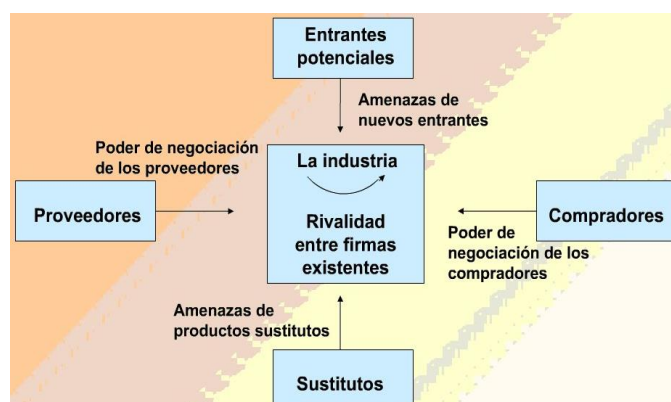 Entrantes
potenciales
Amenazas de
nuevos entrantes
Poder de negociación
de los proveedores
La industria
Proveedores
Rivalidad
entre firmas
existentes
Compradores
Poder de
negociación de los
compradores
Amenazas de
productos sustitutos
Sustitutos